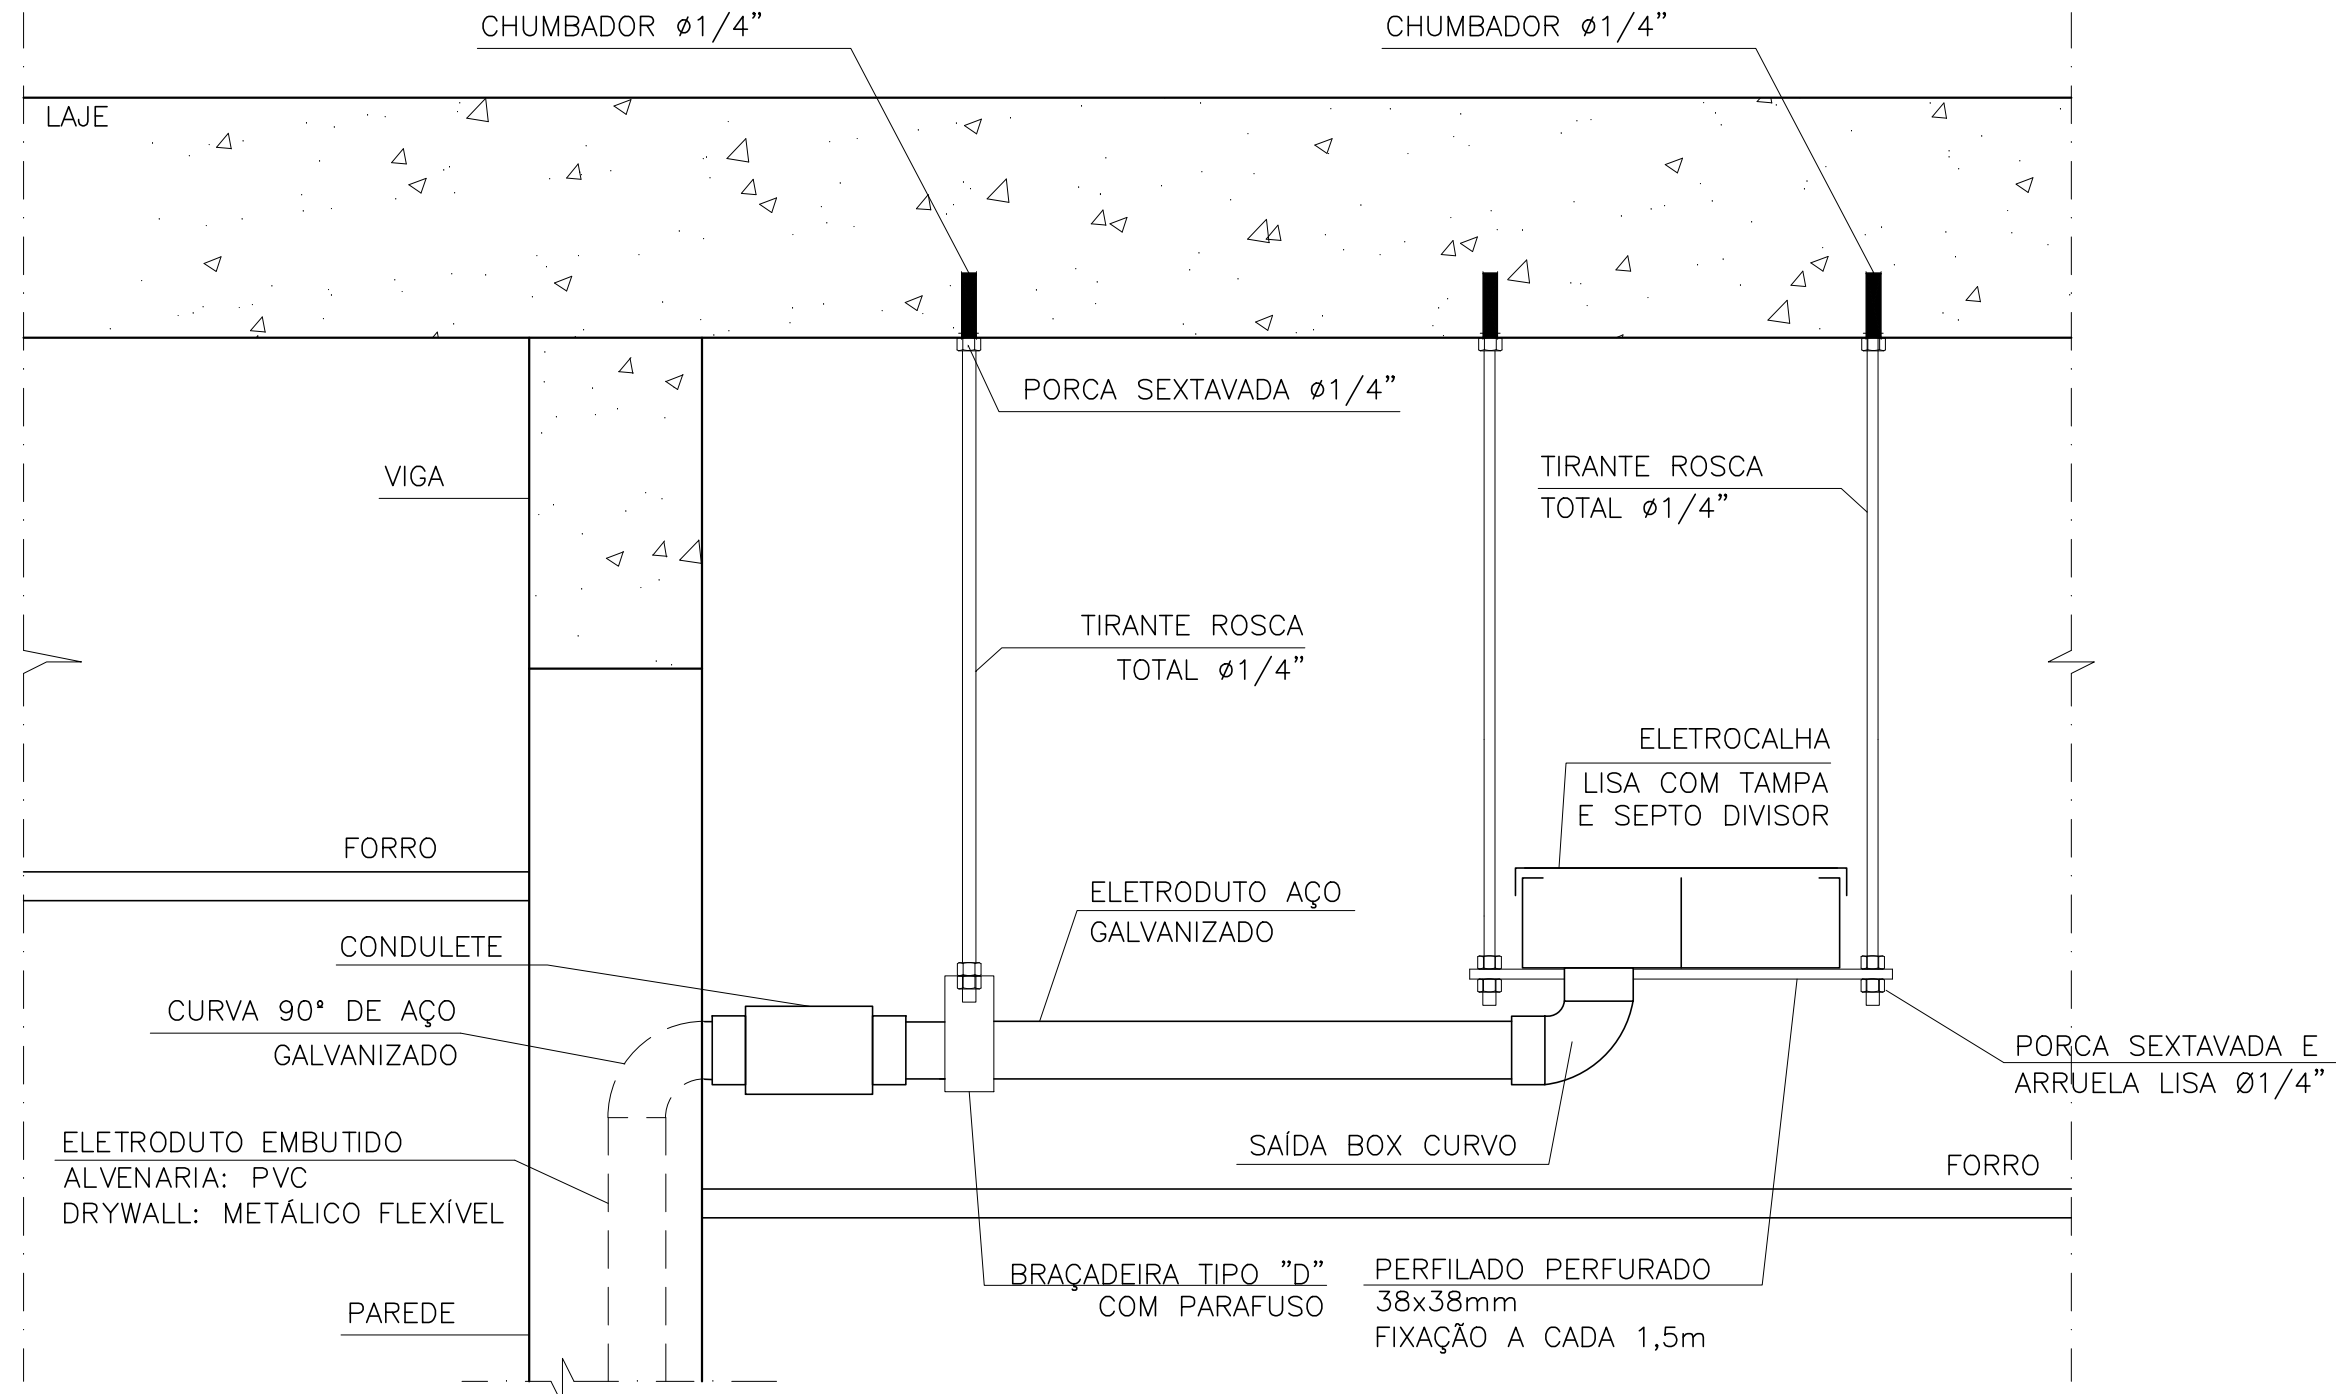 CHUMBADOR ø1/4”
CHUMBADOR ø1/4”
LAJE
PORCA SEXTAVADA ø1/4”
VIGA
TIRANTE ROSCA
TOTAL ø1/4”
TIRANTE ROSCA
TOTAL ø1/4”
ELETROCALHA
LISA COM TAMPA
E SEPTO DIVISOR
FORRO
ELETRODUTO AÇO
GALVANIZADO
CONDULETE
CURVA 90° DE AÇO
GALVANIZADO
PORCA SEXTAVADA E
ARRUELA LISA Ø1/4”
ELETRODUTO EMBUTIDO
ALVENARIA: PVC
DRYWALL: METÁLICO FLEXÍVEL
SAÍDA BOX CURVO
FORRO
BRAÇADEIRA TIPO ”D”
COM PARAFUSO
PERFILADO PERFURADO
38x38mm
FIXAÇÃO A CADA 1,5m
PAREDE